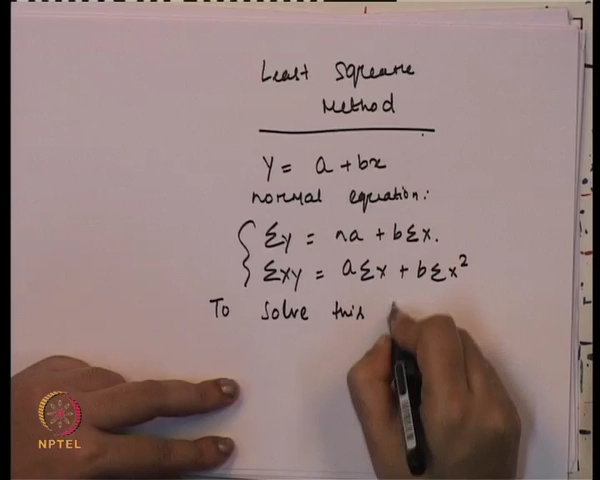 Least Square
Method
Y = a + bx
normal equation:
Σy = na + bΣx.
Σxy = aΣx + bΣx²
To solve this
NPTEL